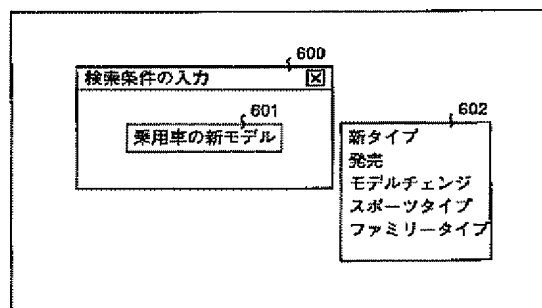 600
検索条件の入力
601
乗用車の新モデル
602
新タイプ
発売
モデルチェンジ
スポーツタイプ
ファミリータイプ